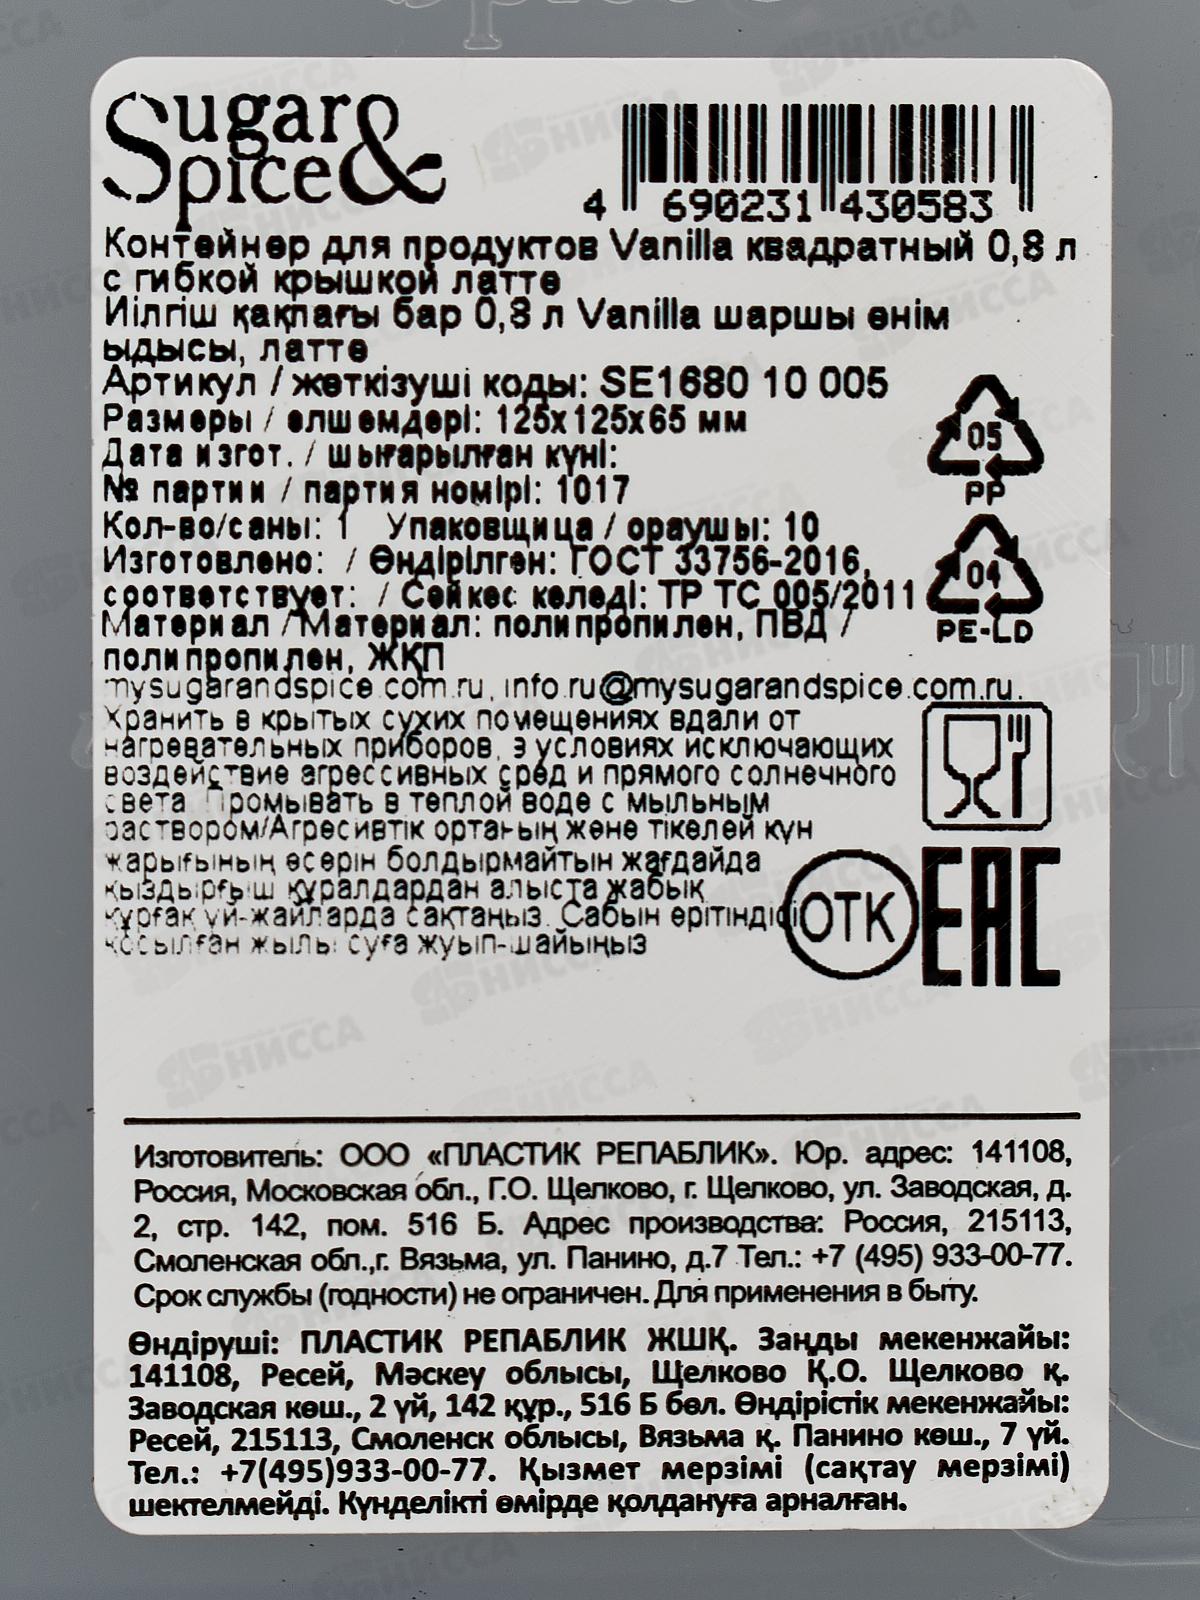 Sugar &
Spice
4 690231 430583
Контейнер для продуктов Vanilla квадратный 0,8 л
с гибкой крышкой латте
Иілгіш қақпағы бар 0,8 л Vanilla шаршы өнім
ыдысы, латте
Артикул / жеткізуші коды: SE1680 10 005
Размеры / өлшемдері: 125x125x65 мм
Дата изгот. / шығарылған күні:
№ партии / партия номірі: 1017
Кол-во/саны: 1 Упаковщица / ораушы: 10
Изготовлено: / Өндірілген: ГОСТ 33756-2016,
соответствует: / Сәйкес келеді: ТР ТС 005/2011
Материал /Материал: полипропилен, ПВД /
полипропилен, ЖҚП
mysugarandspice.com.ru, info.ru@mysugarandspice.com.ru.
Хранить в крытых сухих помещениях вдали от
нагревательных приборов, в условиях исключающих
воздействие агрессивных сред и прямого солнечного
света. Промывать в теплой воде с мыльным
раствором/Агресивтік ортаның және тікелей күн
жарығының әсерін болдырмайтын жағдайда
қыздырғыш құралдардан алыста жабық
құрғақ үй-жайларда сақтаңыз. Сабын ерітіндісі
қосылған жылы суға жуып-шайыңыз
05
PP
04
PE-LD
ОТК
EAC
Изготовитель: ООО «ПЛАСТИК РЕПАБЛИК». Юр. адрес: 141108,
Россия, Московская обл., Г.О. Щелково, г. Щелково, ул. Заводская, д.
2, стр. 142, пом. 516 Б. Адрес производства: Россия, 215113,
Смоленская обл.,г. Вязьма, ул. Панино, д.7 Тел.: +7 (495) 933-00-77.
Срок службы (годности) не ограничен. Для применения в быту.
Өндіруші: ПЛАСТИК РЕПАБЛИК ЖШҚ. Заңды мекенжайы:
141108, Ресей, Мәскеу облысы, Щелково Қ.О. Щелково қ.
Заводская көш., 2 үй, 142 құр., 516 Б бөл. Өндірістік мекенжайы:
Ресей, 215113, Смоленск облысы, Вязьма қ. Панино көш., 7 үй.
Тел.: +7(495)933-00-77. Қызмет мерзімі (сақтау мерзімі)
шектелмейді. Күнделікті өмірде қолдануға арналған.